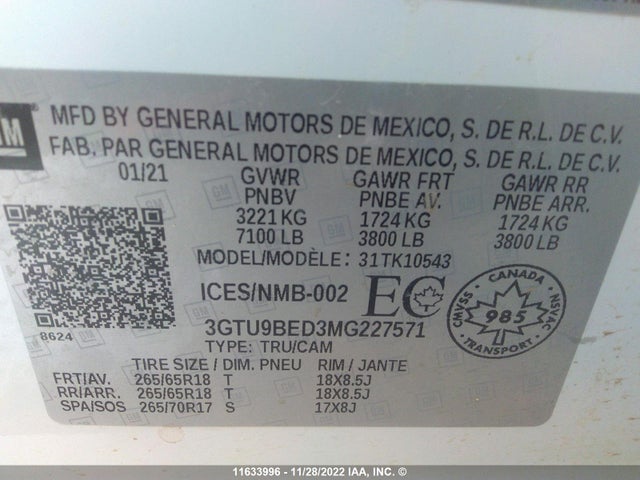 GM
MFD BY GENERAL MOTORS DE MEXICO, S. DE R.L. DE C.V.
FAB. PAR GENERAL MOTORS DE MEXICO, S. DE R.L. DE C.V.
01/21 GVWR GAWR FRT GAWR RR
PNBV PNBE AV. PNBE ARR.
3221 KG 1724 KG 1724 KG
7100 LB 3800 LB 3800 LB
MODEL/MODÈLE: 31TK10543
ICES/NMB-002 EC
CANADA
CMVSS 985 NSVAC
TRANSPORT
8624 3GTU9BED3MG227571
TYPE: TRU/CAM
TIRE SIZE / DIM. PNEU RIM / JANTE
FRT/AV. 265/65R18 T 18X8.5J
RR/ARR. 265/65R18 T 18X8.5J
SPA/SOS 265/70R17 S 17X8J
11633996 - 11/28/2022 IAA, INC. ©